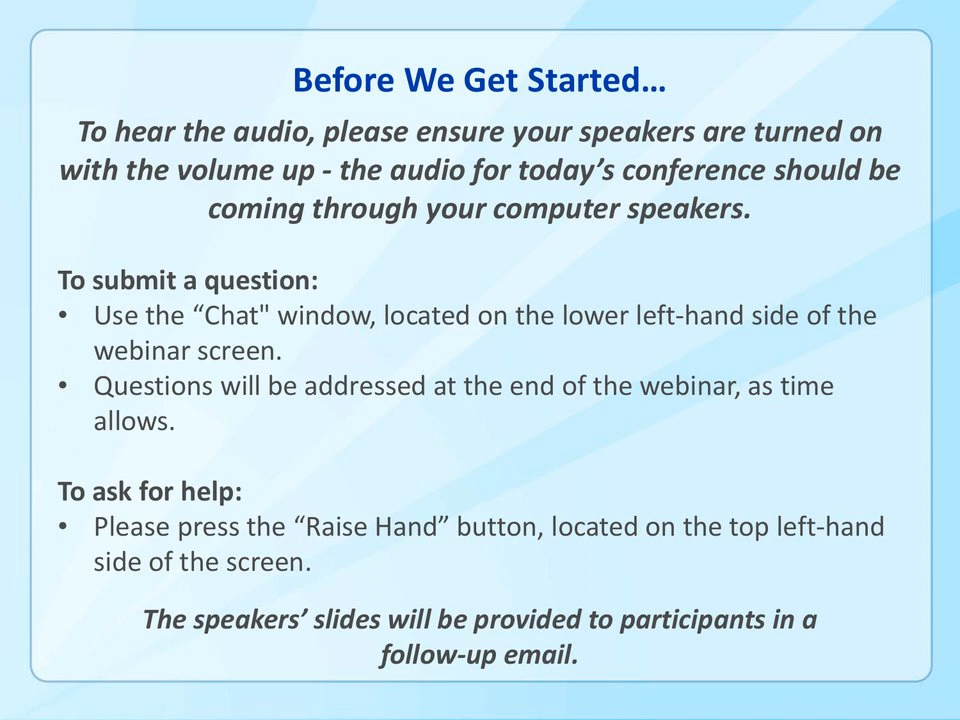 Before We Get Started…
To hear the audio, please ensure your speakers are turned on
with the volume up - the audio for today’s conference should be
coming through your computer speakers.
To submit a question:
• Use the “Chat" window, located on the lower left-hand side of the
webinar screen.
• Questions will be addressed at the end of the webinar, as time
allows.
To ask for help:
• Please press the “Raise Hand” button, located on the top left-hand
side of the screen.
The speakers’ slides will be provided to participants in a
follow-up email.